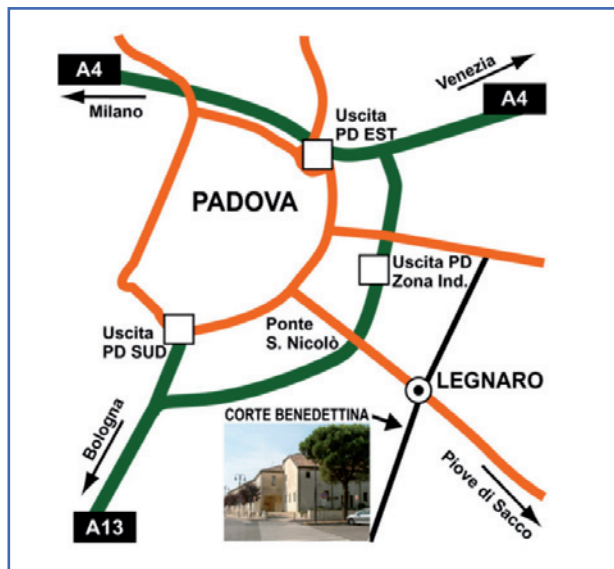 A4
Milano
Venezia
A4
Uscita
PD EST
PADOVA
Uscita PD
Zona Ind.
Uscita
PD SUD
Ponte
S. Nicolò
LEGNARO
CORTE BENEDETTINA
Bologna
Piove di Sacco
A13